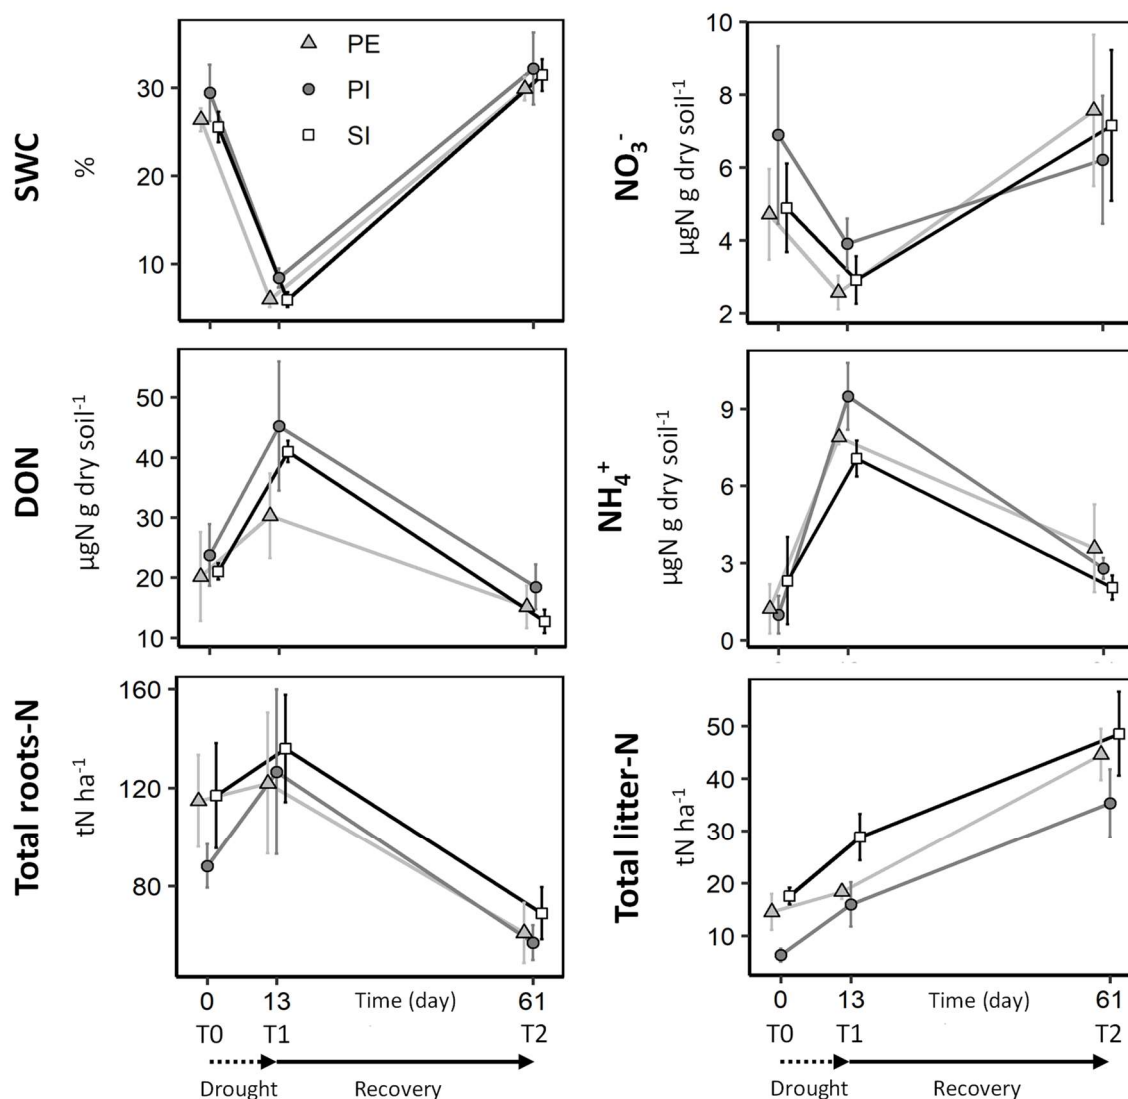 SWC
%
30
20
10
PE
PI
SI
NO₃⁻
µgN g dry soil⁻¹
10
8
6
4
2
DON
µgN g dry soil⁻¹
50
40
30
20
10
NH₄⁺
µgN g dry soil⁻¹
9
6
3
0
Total roots-N
tN ha⁻¹
160
120
80
0 13 Time (day) 61
T0 T1 T2
Drought Recovery
Total litter-N
tN ha⁻¹
50
40
30
20
10
0 13 Time (day) 61
T0 T1 T2
Drought Recovery